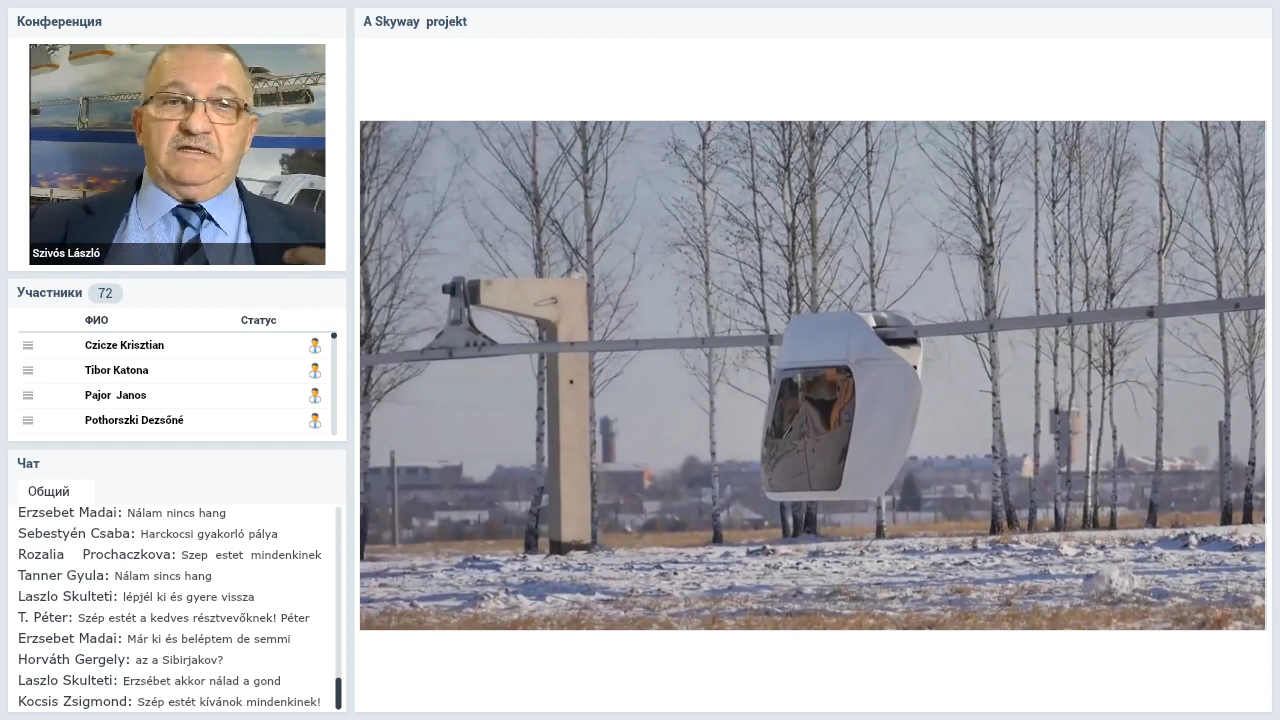 Конференция
Szivós László
Участники 72
ФИО Статус
Czicze Krisztian
Tibor Katona
Pajor Janos
Pothorszki Dezsőné
Чат
Общий
Erzsebet Madai: Nálam nincs hang
Sebestyén Csaba: Harckocsi gyakorló pálya
Rozalia Prochaczkova: Szep estet mindenkinek
Tanner Gyula: Nálam sincs hang
Laszlo Skulteti: lépjél ki és gyere vissza
T. Péter: Szép estét a kedves résztvevőknek! Péter
Erzsebet Madai: Már ki és beléptem de semmi
Horváth Gergely: az a Sibirjakov?
Laszlo Skulteti: Erzsébet akkor nálad a gond
Kocsis Zsigmond: Szép estét kívánok mindenkinek!
A Skyway projekt